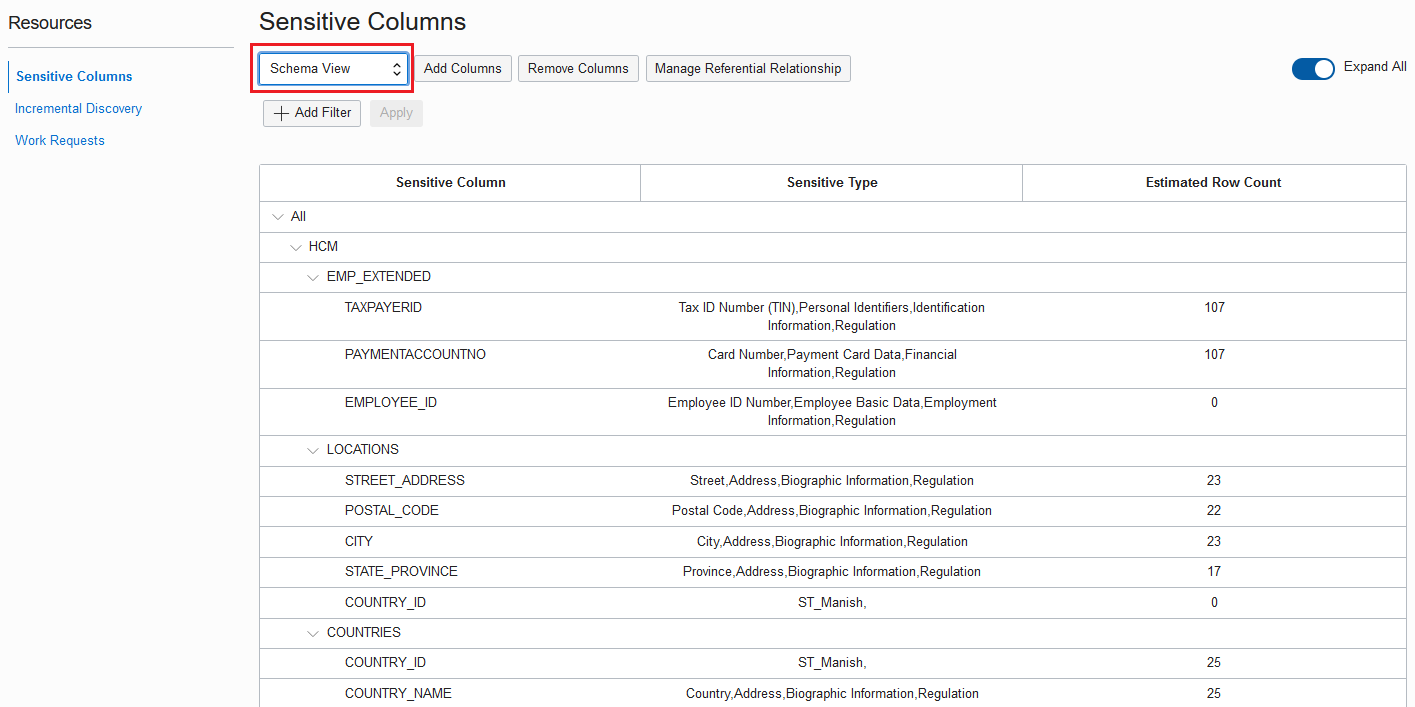 Resources
Sensitive Columns
Incremental Discovery
Work Requests
Sensitive Columns
Schema View Add Columns Remove Columns Manage Referential Relationship Expand All
Add Filter Apply
Sensitive Column Sensitive Type Estimated Row Count
All
HCM
EMP_EXTENDED
TAXPAYERID Tax ID Number (TIN),Personal Identifiers,Identification 107
Information,Regulation
PAYMENTACCOUNTNO Card Number,Payment Card Data,Financial 107
Information,Regulation
EMPLOYEE_ID Employee ID Number,Employee Basic Data,Employment 0
Information,Regulation
LOCATIONS
STREET_ADDRESS Street,Address,Biographic Information,Regulation 23
POSTAL_CODE Postal Code,Address,Biographic Information,Regulation 22
CITY City,Address,Biographic Information,Regulation 23
STATE_PROVINCE Province,Address,Biographic Information,Regulation 17
COUNTRY_ID ST_Manish, 0
COUNTRIES
COUNTRY_ID ST_Manish, 25
COUNTRY_NAME Country,Address,Biographic Information,Regulation 25